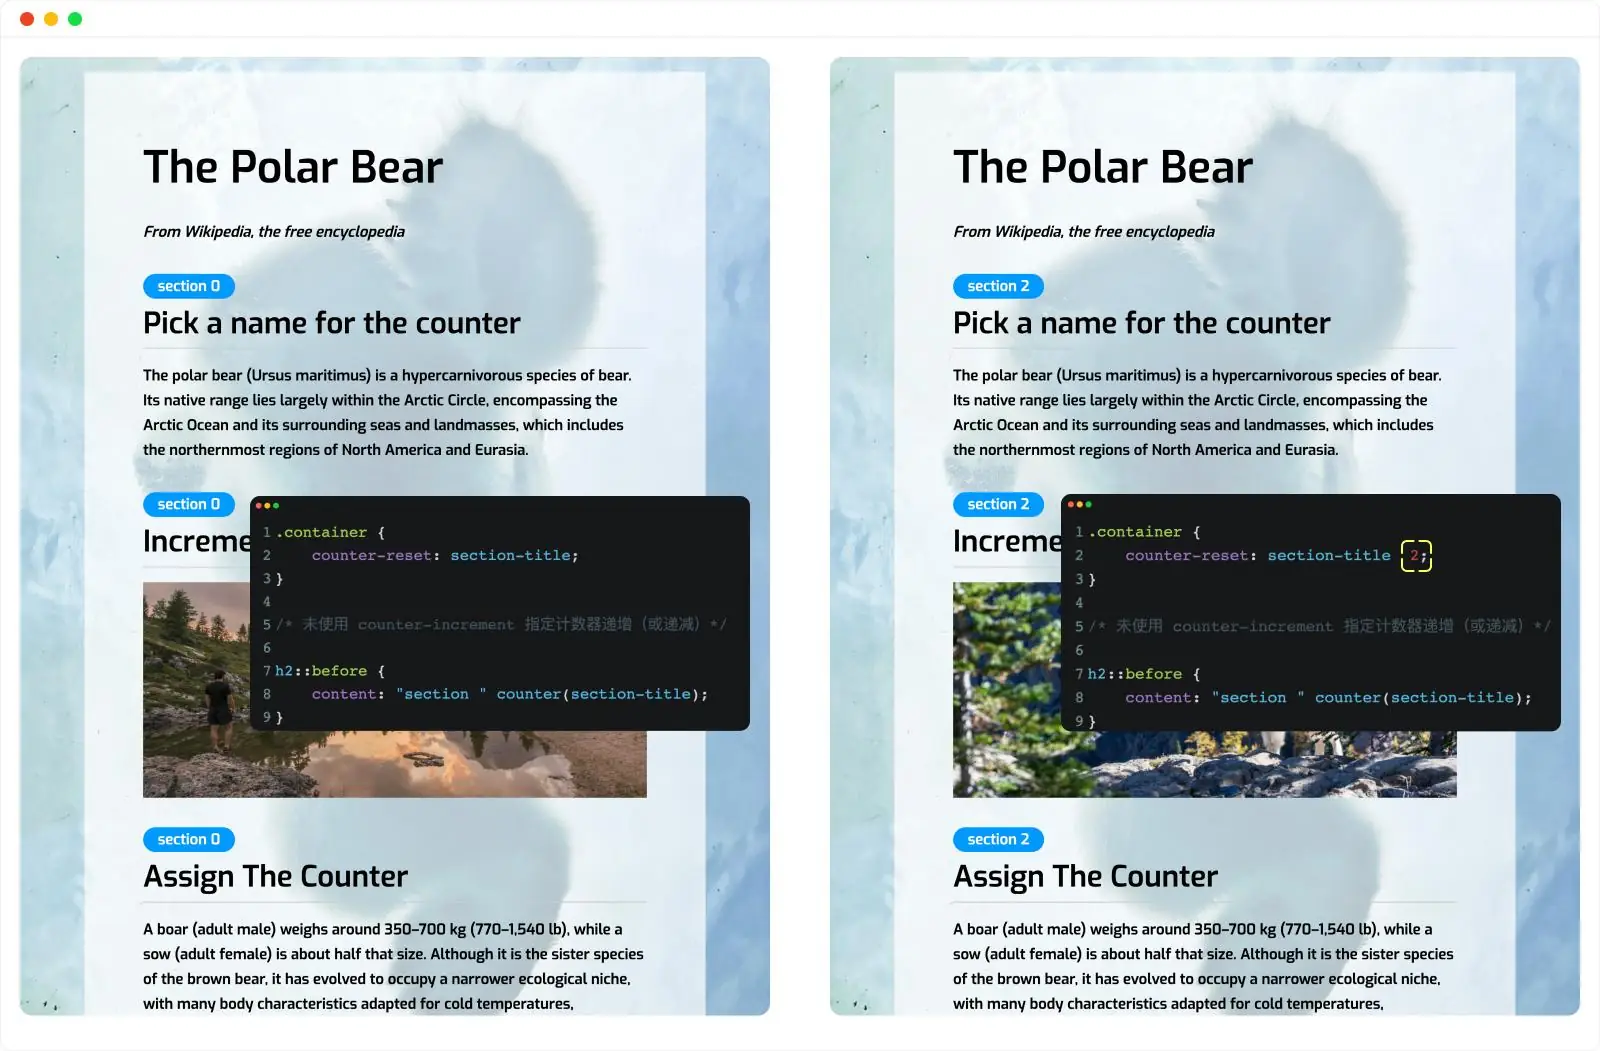 The Polar Bear
From Wikipedia, the free encyclopedia
section 0
Pick a name for the counter
The polar bear (Ursus maritimus) is a hypercarnivorous species of bear.
Its native range lies largely within the Arctic Circle, encompassing the
Arctic Ocean and its surrounding seas and landmasses, which includes
the northernmost regions of North America and Eurasia.
section 0
Increme
1 .container {
2 counter-reset: section-title;
3 }
4
5 /* 未使用 counter-increment 指定计数器递增（或递减）*/
6
7 h2::before {
8 content: "section " counter(section-title);
9 }
section 0
Assign The Counter
A boar (adult male) weighs around 350–700 kg (770–1,540 lb), while a
sow (adult female) is about half that size. Although it is the sister species
of the brown bear, it has evolved to occupy a narrower ecological niche,
with many body characteristics adapted for cold temperatures,
The Polar Bear
From Wikipedia, the free encyclopedia
section 2
Pick a name for the counter
The polar bear (Ursus maritimus) is a hypercarnivorous species of bear.
Its native range lies largely within the Arctic Circle, encompassing the
Arctic Ocean and its surrounding seas and landmasses, which includes
the northernmost regions of North America and Eurasia.
section 2
Increme
1 .container {
2 counter-reset: section-title 2;
3 }
4
5 /* 未使用 counter-increment 指定计数器递增（或递减）*/
6
7 h2::before {
8 content: "section " counter(section-title);
9 }
section 2
Assign The Counter
A boar (adult male) weighs around 350–700 kg (770–1,540 lb), while a
sow (adult female) is about half that size. Although it is the sister species
of the brown bear, it has evolved to occupy a narrower ecological niche,
with many body characteristics adapted for cold temperatures,